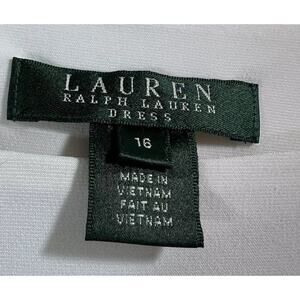 LAUREN
RALPH LAUREN
DRESS
16
MADE IN
VIETNAM
FAIT AU
VIETNAM